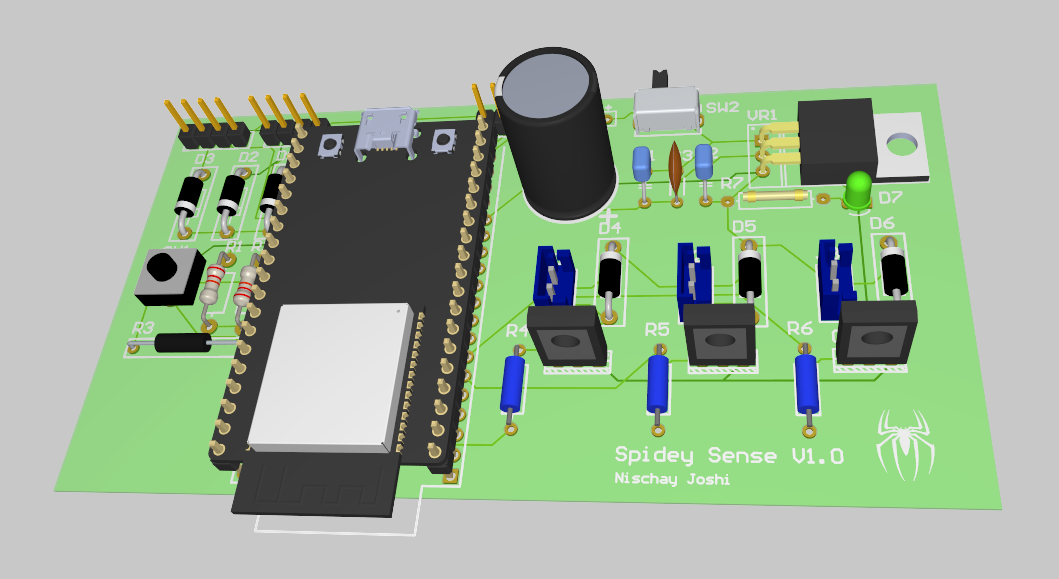 SW2
VR1
D3 D2
R7
D7
D4
D5
D6
R1
R3
R4
R5
R6
Spidey Sense V1.0
Nischay Joshi